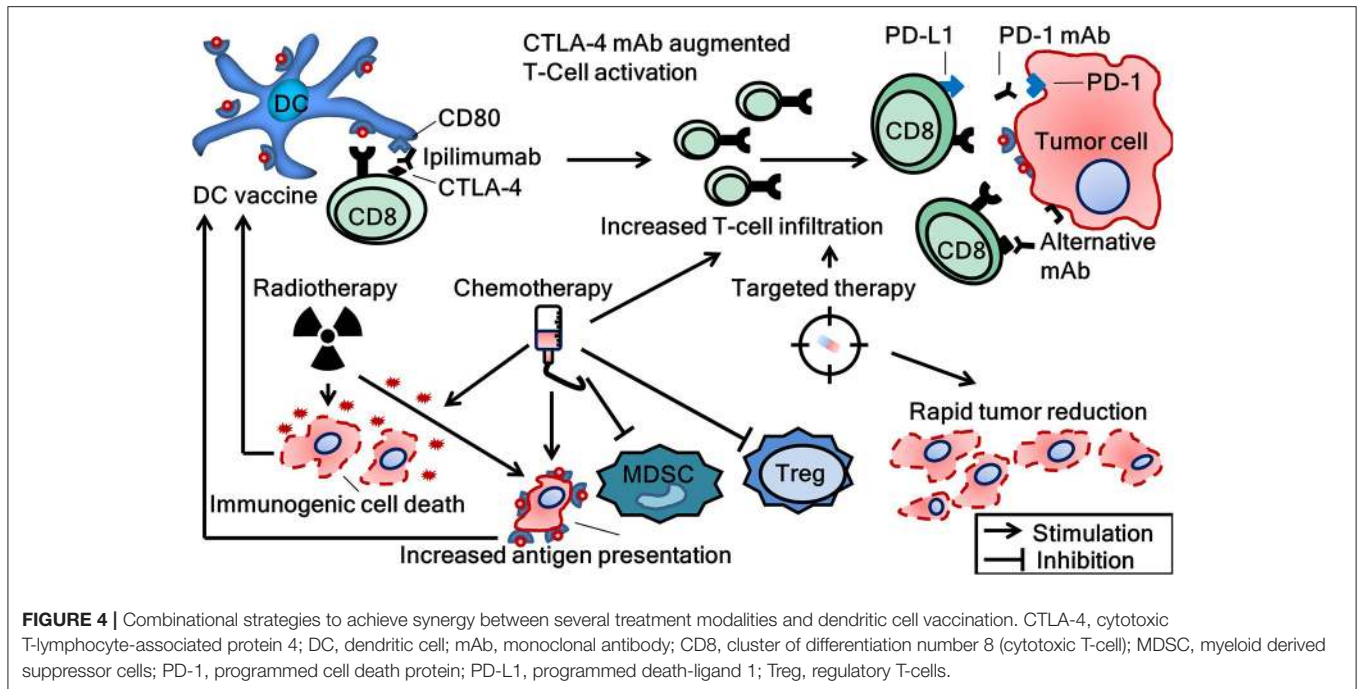 CTLA-4 mAb augmented
T-Cell activation
PD-L1
PD-1 mAb
PD-1
DC
CD80
Ipilimumab
CTLA-4
DC vaccine
CD8
CD8
Tumor cell
Increased T-cell infiltration
CD8
Alternative
mAb
Radiotherapy
Chemotherapy
Targeted therapy
Rapid tumor reduction
MDSC
Treg
Immunogenic cell death
Increased antigen presentation
Stimulation
Inhibition
FIGURE 4 | Combinational strategies to achieve synergy between several treatment modalities and dendritic cell vaccination. CTLA-4, cytotoxic
T-lymphocyte-associated protein 4; DC, dendritic cell; mAb, monoclonal antibody; CD8, cluster of differentiation number 8 (cytotoxic T-cell); MDSC, myeloid derived
suppressor cells; PD-1, programmed cell death protein; PD-L1, programmed death-ligand 1; Treg, regulatory T-cells.